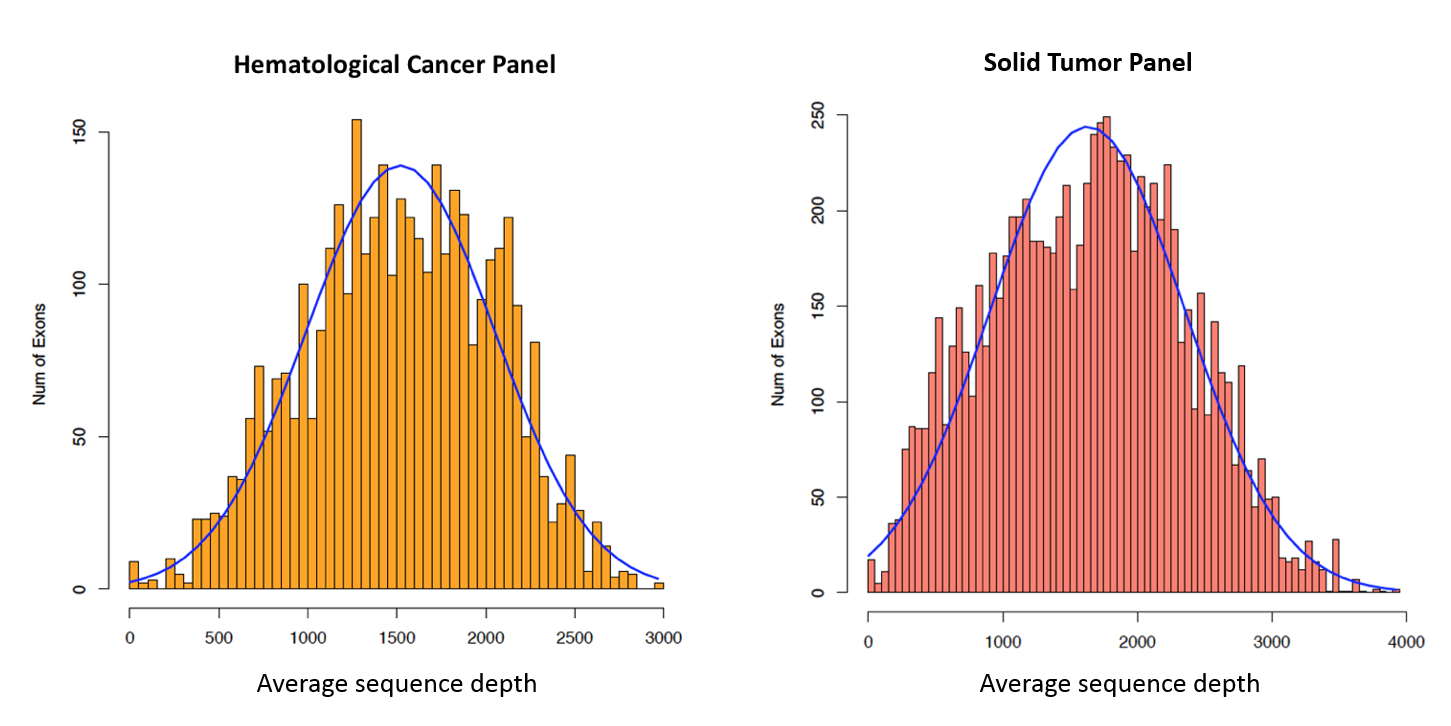 Hematological Cancer Panel
Num of Exons
150
100
50
0
0 500 1000 1500 2000 2500 3000
Average sequence depth
Solid Tumor Panel
Num of Exons
250
200
150
100
50
0
0 1000 2000 3000 4000
Average sequence depth